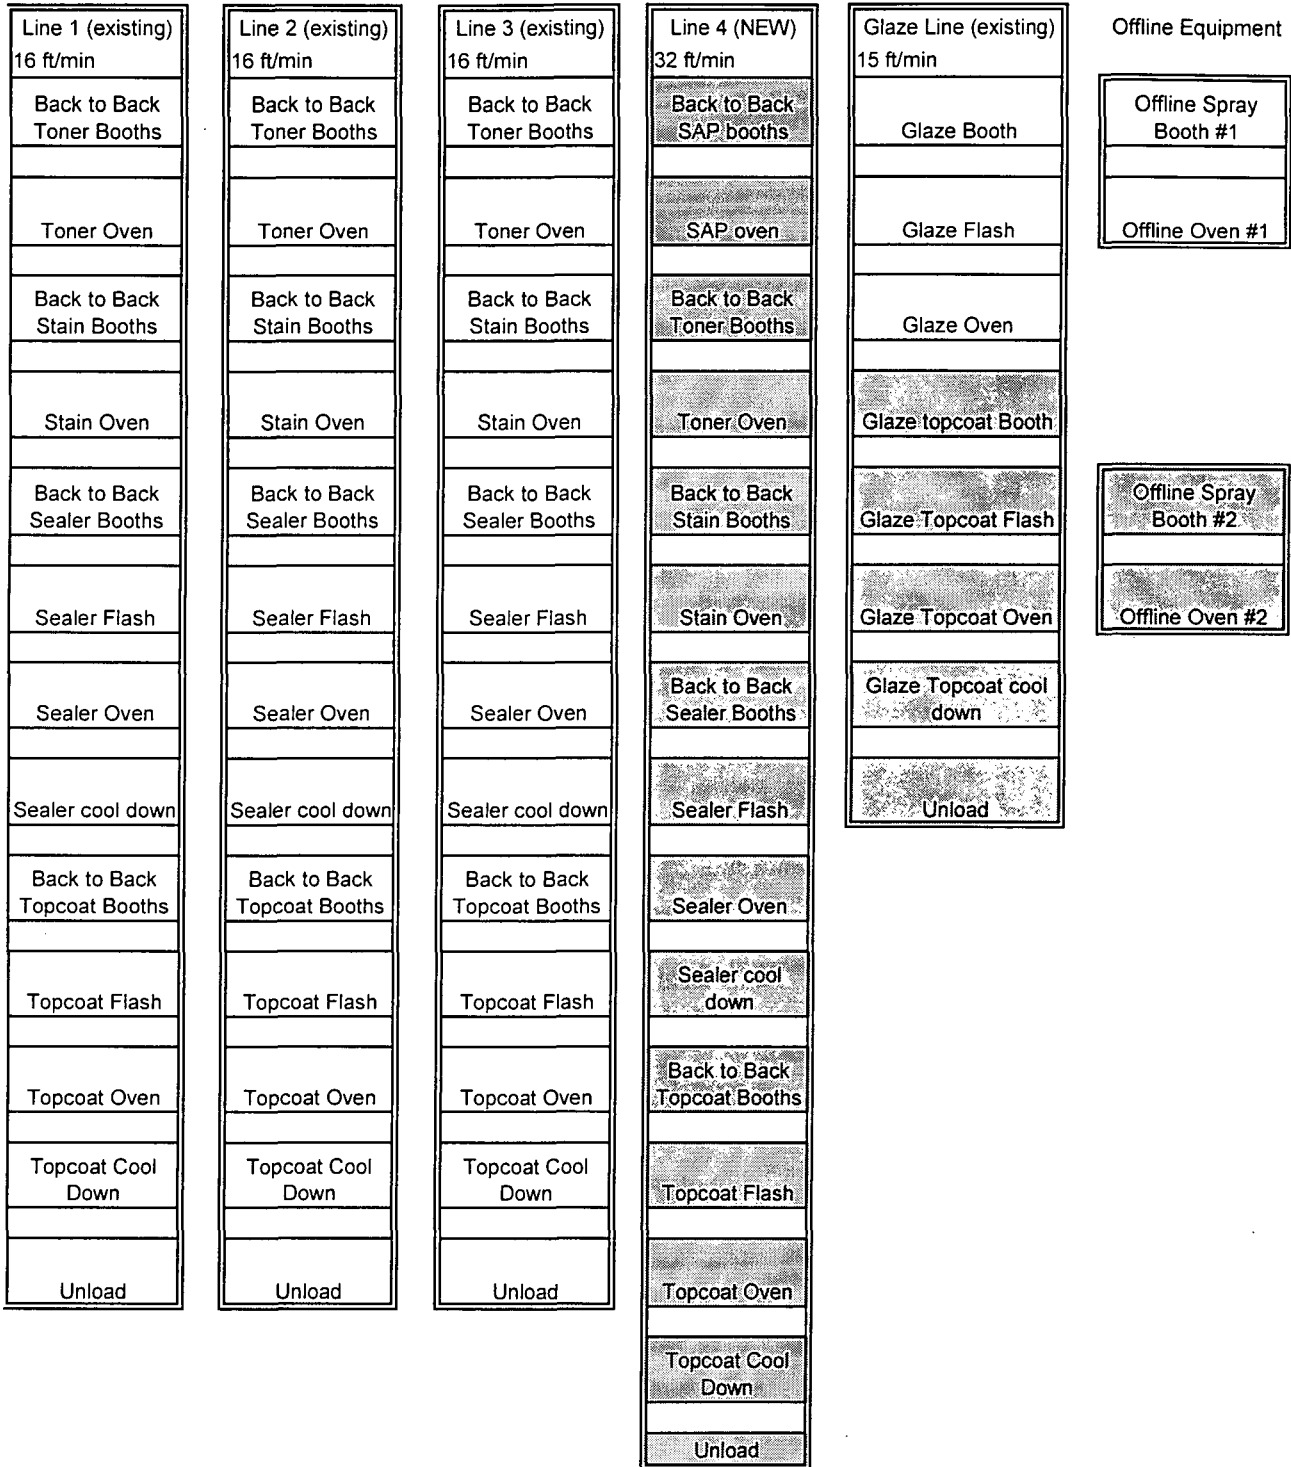 Line 1 (existing)
16 ft/min
Back to Back
Toner Booths
Toner Oven
Back to Back
Stain Booths
Stain Oven
Back to Back
Sealer Booths
Sealer Flash
Sealer Oven
Sealer cool down
Back to Back
Topcoat Booths
Topcoat Flash
Topcoat Oven
Topcoat Cool
Down
Unload
Line 2 (existing)
16 ft/min
Back to Back
Toner Booths
Toner Oven
Back to Back
Stain Booths
Stain Oven
Back to Back
Sealer Booths
Sealer Flash
Sealer Oven
Sealer cool down
Back to Back
Topcoat Booths
Topcoat Flash
Topcoat Oven
Topcoat Cool
Down
Unload
Line 3 (existing)
16 ft/min
Back to Back
Toner Booths
Toner Oven
Back to Back
Stain Booths
Stain Oven
Back to Back
Sealer Booths
Sealer Flash
Sealer Oven
Sealer cool down
Back to Back
Topcoat Booths
Topcoat Flash
Topcoat Oven
Topcoat Cool
Down
Unload
Line 4 (NEW)
32 ft/min
Back to Back
SAP booths
SAP oven
Back to Back
Toner Booths
Toner Oven
Back to Back
Stain Booths
Stain Oven
Back to Back
Sealer Booths
Sealer Flash
Sealer Oven
Sealer cool
down
Back to Back
Topcoat Booths
Topcoat Flash
Topcoat Oven
Topcoat Cool
Down
Unload
Glaze Line (existing)
15 ft/min
Glaze Booth
Glaze Flash
Glaze Oven
Glaze topcoat Booth
Glaze Topcoat Flash
Glaze Topcoat Oven
Glaze Topcoat cool
down
Unload
Offline Equipment
Offline Spray
Booth #1
Offline Oven #1
Offline Spray
Booth #2
Offline Oven #2